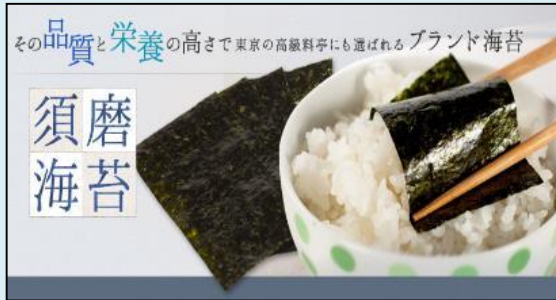 その品質と栄養の高さで東京の高級料亭にも選ばれるブランド海苔
須磨
海苔